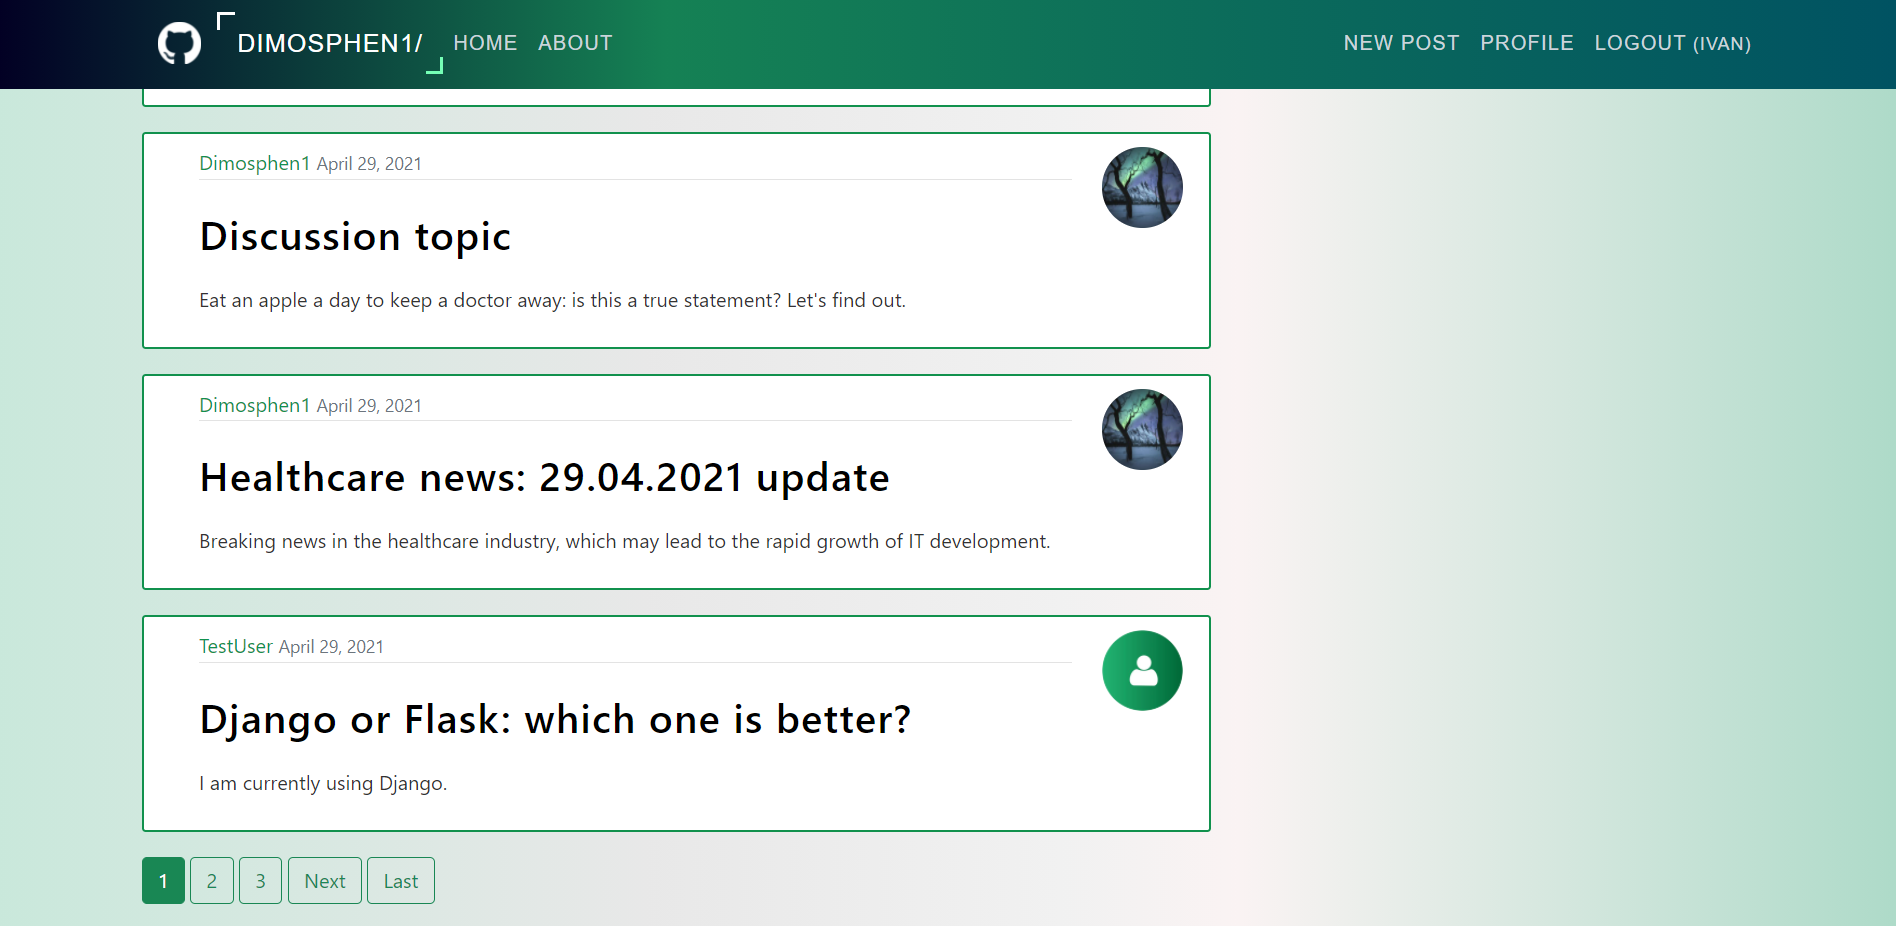 DIMOSPHEN1/ HOME ABOUT NEW POST PROFILE LOGOUT (IVAN)
Dimosphen1 April 29, 2021
Discussion topic
Eat an apple a day to keep a doctor away: is this a true statement? Let's find out.
Dimosphen1 April 29, 2021
Healthcare news: 29.04.2021 update
Breaking news in the healthcare industry, which may lead to the rapid growth of IT development.
TestUser April 29, 2021
Django or Flask: which one is better?
I am currently using Django.
1 2 3 Next Last